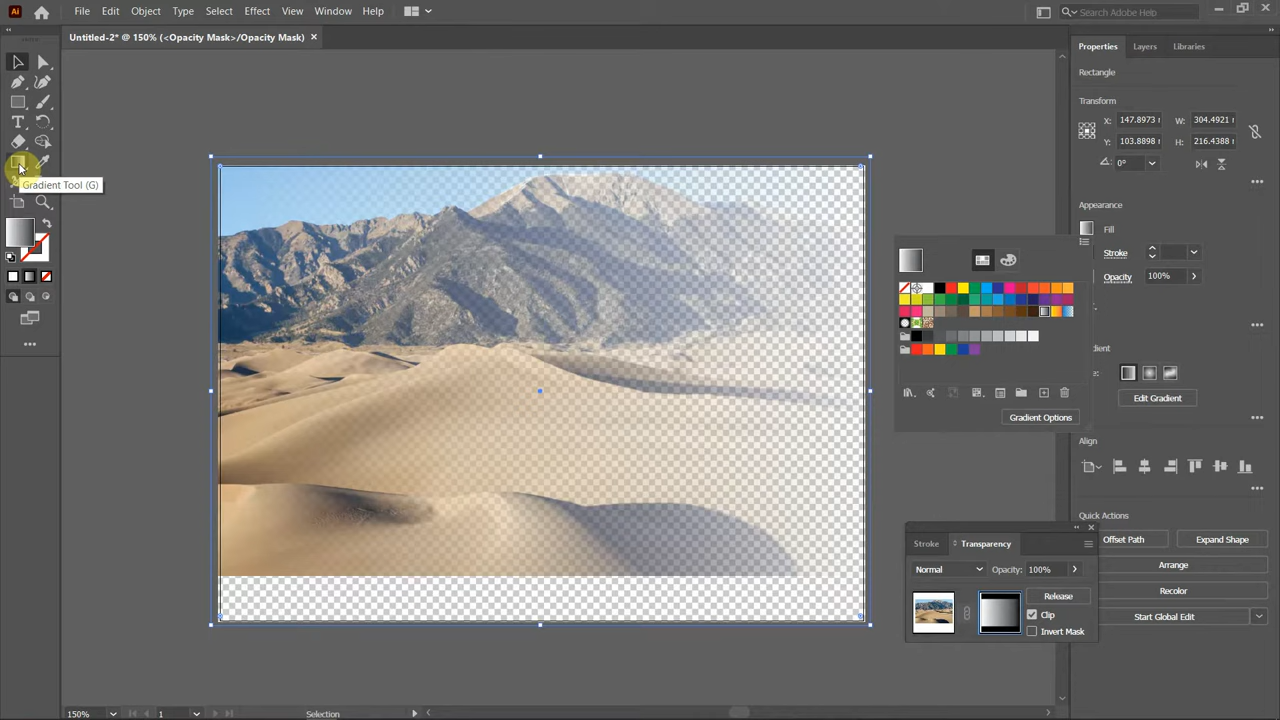 Ai File Edit Object Type Select Effect View Window Help
Search Adobe Help
Untitled-2* @ 150% (<Opacity Mask>/Opacity Mask) ×
Properties Layers Libraries
Rectangle
Transform
X: 147.8973 r W: 304.4921 r
Y: 103.8898 r H: 216.4388 r
0°
Gradient Tool (G)
Appearance
Fill
Stroke
Opacity 100%
adient
e:
Edit Gradient
Gradient Options
Align
Quick Actions
Offset Path Expand Shape
Arrange
Recolor
Start Global Edit
Stroke Transparency
Normal Opacity: 100%
Release
Clip
Invert Mask
150% 1 Selection